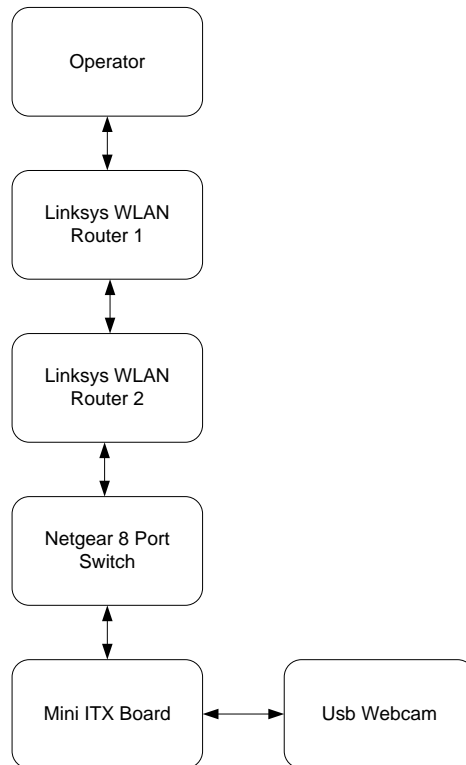 Operator
Linksys WLAN
Router 1
Linksys WLAN
Router 2
Netgear 8 Port
Switch
Mini ITX Board
Usb Webcam